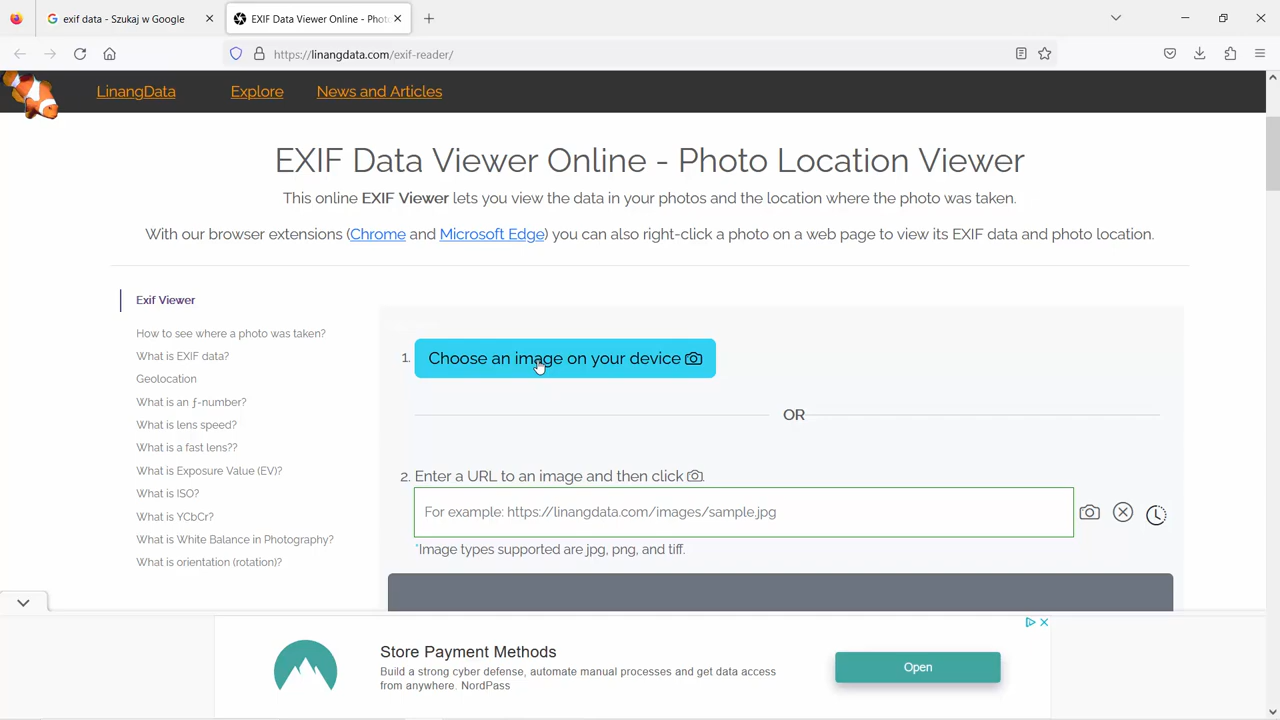 exif data - Szukaj w Google
EXIF Data Viewer Online - Photo
https://linangdata.com/exif-reader/
LinangData
Explore
News and Articles
EXIF Data Viewer Online - Photo Location Viewer
This online EXIF Viewer lets you view the data in your photos and the location where the photo was taken.
With our browser extensions (Chrome and Microsoft Edge) you can also right-click a photo on a web page to view its EXIF data and photo location.
Exif Viewer
How to see where a photo was taken?
What is EXIF data?
Geolocation
What is an ƒ-number?
What is lens speed?
What is a fast lens??
What is Exposure Value (EV)?
What is ISO?
What is YCbCr?
What is White Balance in Photography?
What is orientation (rotation)?
1. Choose an image on your device
OR
2. Enter a URL to an image and then click
For example: https://linangdata.com/images/sample.jpg
*Image types supported are jpg, png, and tiff.
Store Payment Methods
Build a strong cyber defense, automate manual processes and get data access
from anywhere. NordPass
Open